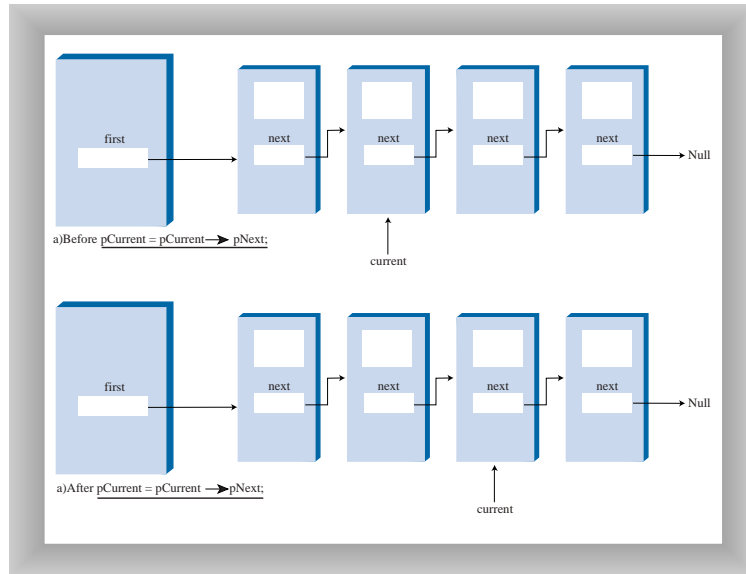 first
next
next
next
next
Null
a)Before pCurrent = pCurrent pNext;
current
first
next
next
next
next
Null
a)After pCurrent = pCurrent pNext;
current